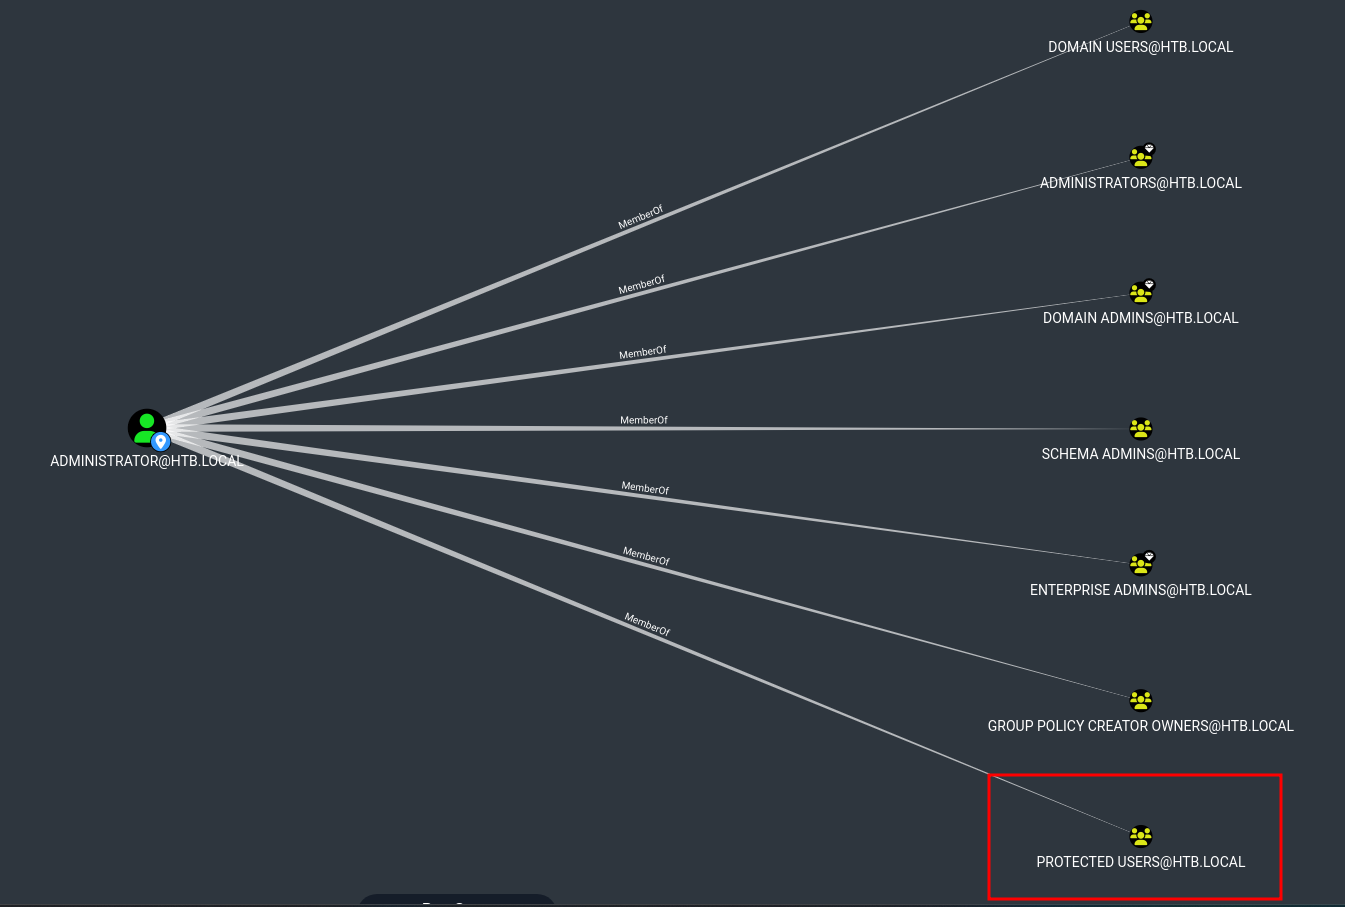 DOMAIN USERS@HTB.LOCAL
ADMINISTRATORS@HTB.LOCAL
MemberOf
MemberOf
DOMAIN ADMINS@HTB.LOCAL
MemberOf
MemberOf
SCHEMA ADMINS@HTB.LOCAL
ADMINISTRATOR@HTB.LOCAL
MemberOf
MemberOf
ENTERPRISE ADMINS@HTB.LOCAL
MemberOf
GROUP POLICY CREATOR OWNERS@HTB.LOCAL
PROTECTED USERS@HTB.LOCAL